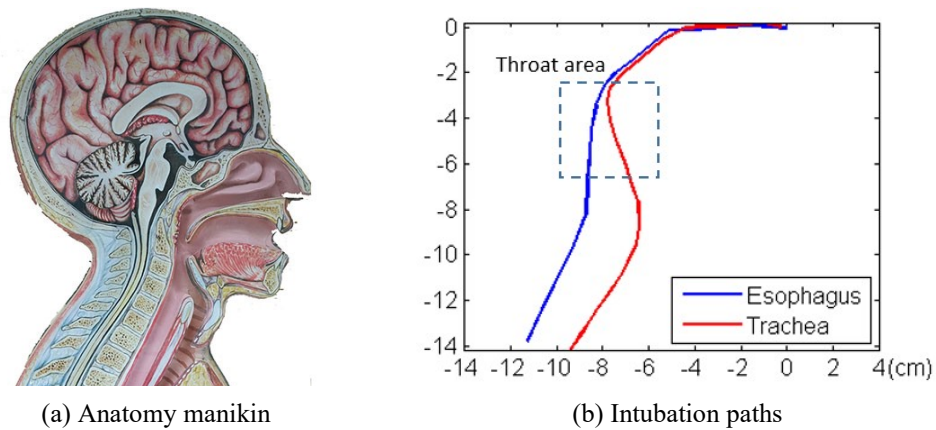 0
-2
Throat area
-4
-6
-8
-10
-12
-14
Esophagus
Trachea
-14 -12 -10 -8 -6 -4 -2 0 2 4(cm)
(a) Anatomy manikin
(b) Intubation paths